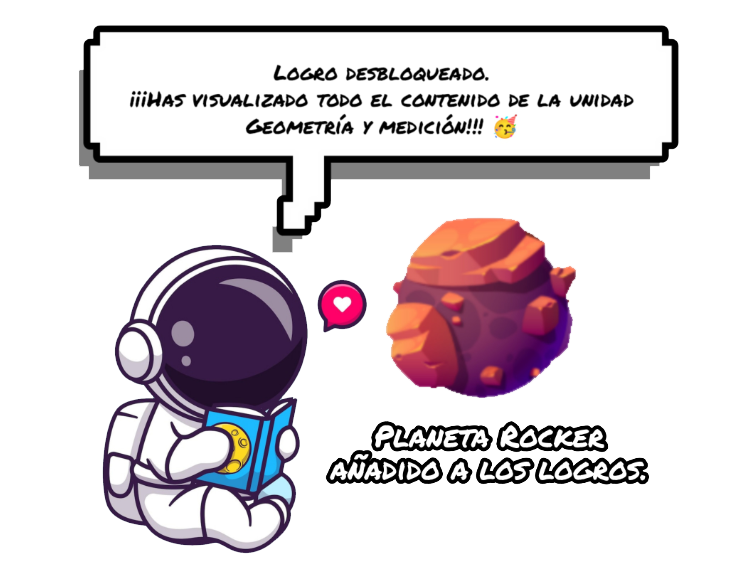 Logro desbloqueado.
¡¡¡Has visualizado todo el contenido de la unidad
Geometría y medición!!! 🥳
Planeta Rocker
añadido a los logros.